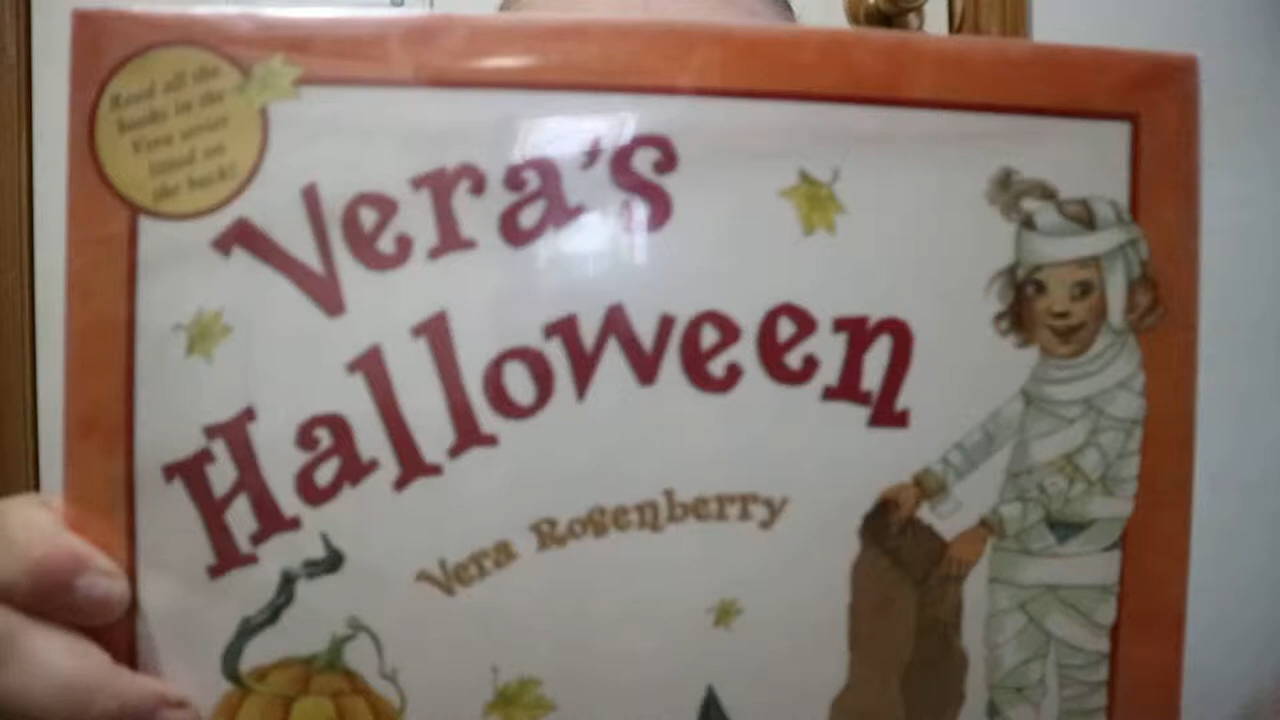 Read all the
books in the
Vera series
listed on
the back!
Vera's
Halloween
Vera Rosenberry